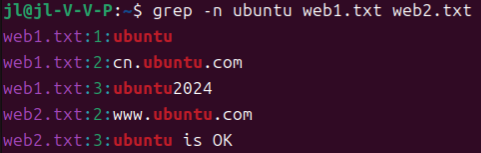 jl@jl-V-V-P:~$ grep -n ubuntu web1.txt web2.txt
web1.txt:1:ubuntu
web1.txt:2:cn.ubuntu.com
web1.txt:3:ubuntu2024
web2.txt:2:www.ubuntu.com
web2.txt:3:ubuntu is OK